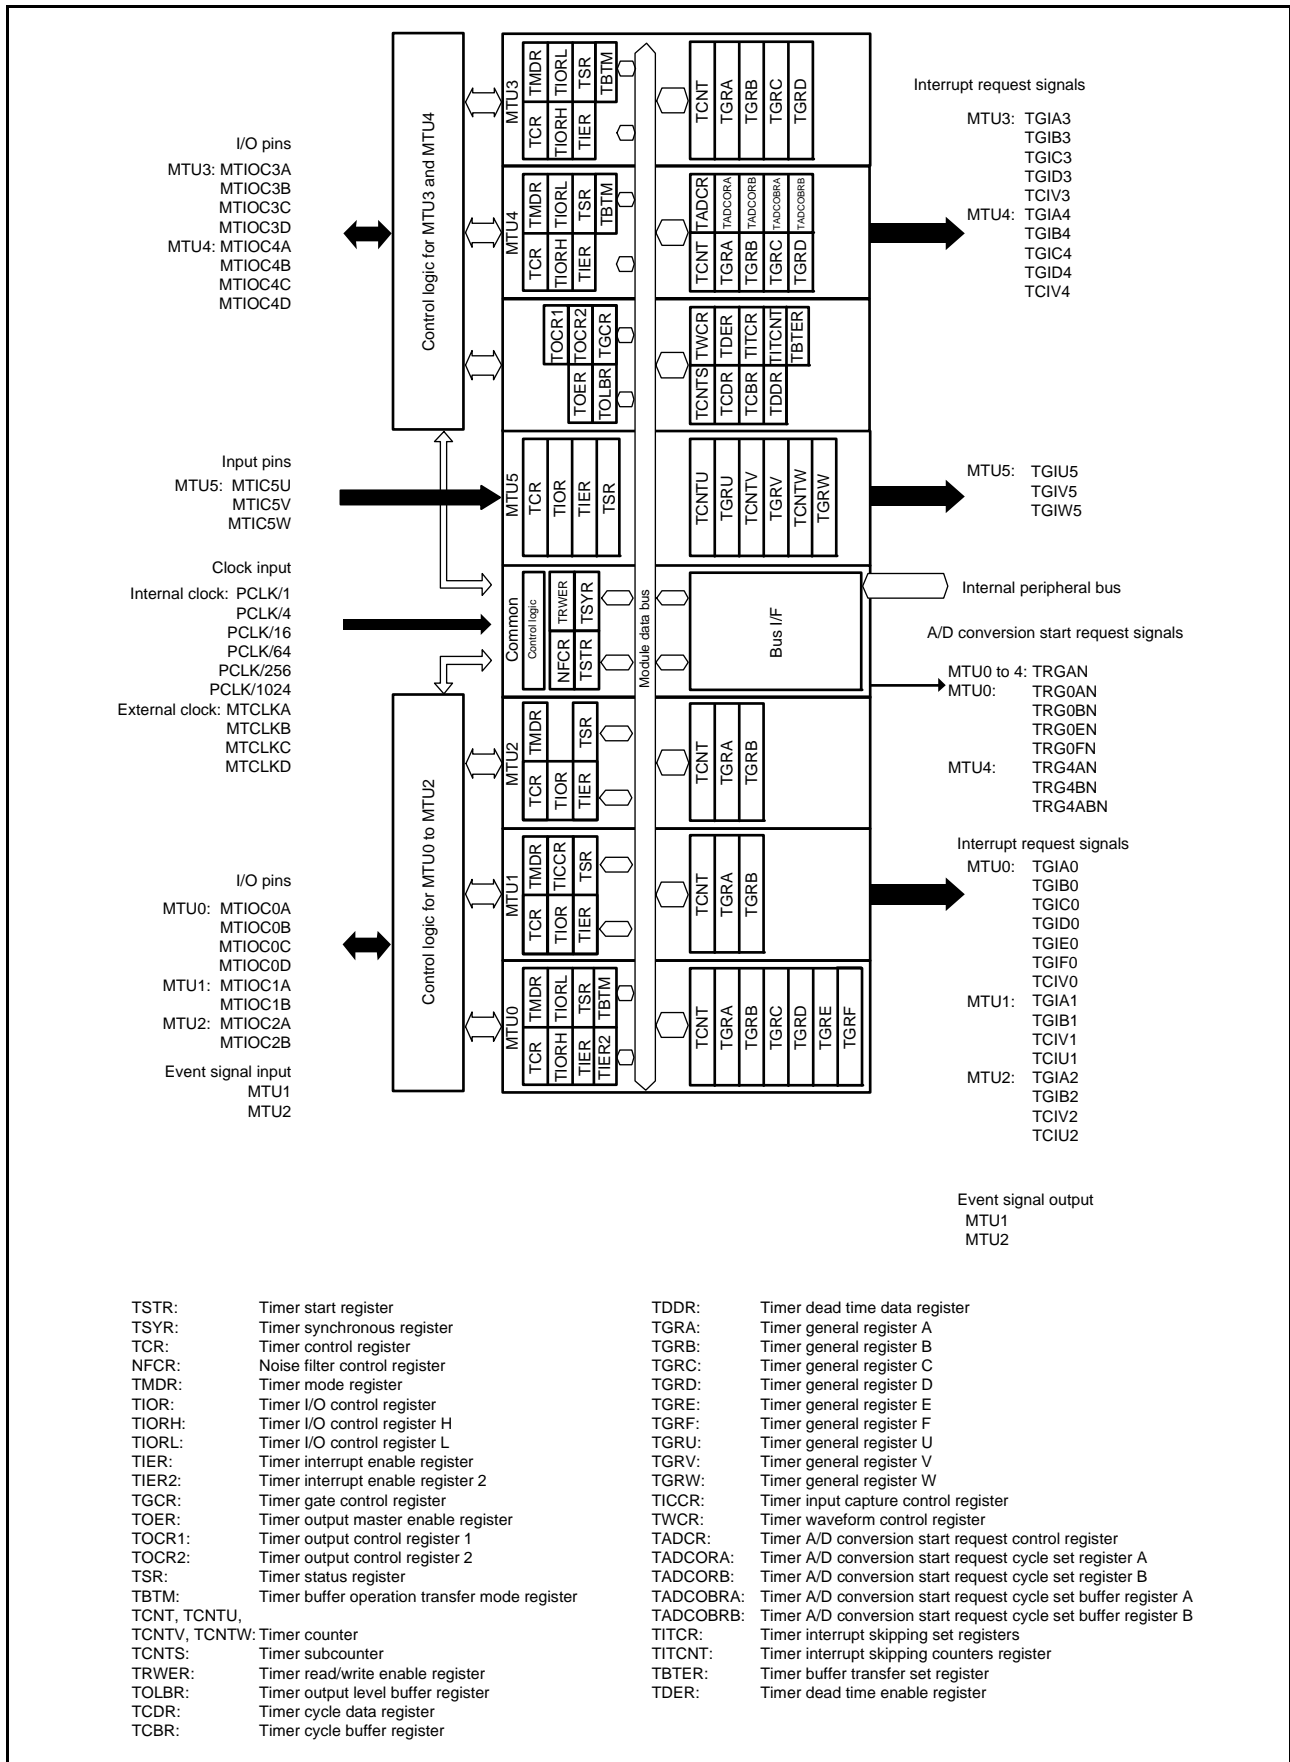 I/O pins
MTU3: MTIOC3A
MTIOC3B
MTIOC3C
MTIOC3D
MTU4: MTIOC4A
MTIOC4B
MTIOC4C
MTIOC4D
Input pins
MTU5: MTIC5U
MTIC5V
MTIC5W
Clock input
Internal clock: PCLK/1
PCLK/4
PCLK/16
PCLK/64
PCLK/256
PCLK/1024
External clock: MTCLKA
MTCLKB
MTCLKC
MTCLKD
I/O pins
MTU0: MTIOC0A
MTIOC0B
MTIOC0C
MTIOC0D
MTU1: MTIOC1A
MTIOC1B
MTU2: MTIOC2A
MTIOC2B
Event signal input
MTU1
MTU2
Control logic for MTU3 and MTU4
Control logic for MTU0 to MTU2
MTU3
TCR
TMDR
TIORH
TIORL
TIER
TSR
TBTM
TCNT
TGRA
TGRB
TGRC
TGRD
MTU4
TCR
TMDR
TIORH
TIORL
TIER
TSR
TBTM
TCNT
TADCR
TGRA
TADCORA
TGRB
TADCORB
TGRC
TADCOBRA
TGRD
TADCOBRB
TOCR1
TOER
TOCR2
TOLBR
TGCR
TCNTS
TWCR
TCDR
TDER
TCBR
TITCR
TDDR
TITCNT
TBTER
MTU5
TCR
TIOR
TIER
TSR
TCNTU
TGRU
TCNTV
TGRV
TCNTW
TGRW
Common
Control logic
NFCR
TRWER
TSTR
TSYR
Module data bus
Bus I/F
MTU2
TCR
TMDR
TIOR
TIER
TSR
TCNT
TGRA
TGRB
MTU1
TCR
TMDR
TIOR
TICCR
TIER
TSR
TCNT
TGRA
TGRB
MTU0
TCR
TMDR
TIORH
TIORL
TIER
TSR
TIER2
TBTM
TCNT
TGRA
TGRB
TGRC
TGRD
TGRE
TGRF
Interrupt request signals
MTU3: TGIA3
TGIB3
TGIC3
TGID3
TCIV3
MTU4: TGIA4
TGIB4
TGIC4
TGID4
TCIV4
MTU5: TGIU5
TGIV5
TGIW5
Internal peripheral bus
A/D conversion start request signals
MTU0 to 4: TRGAN
MTU0: TRG0AN
TRG0BN
TRG0EN
TRG0FN
MTU4: TRG4AN
TRG4BN
TRG4ABN
Interrupt request signals
MTU0: TGIA0
TGIB0
TGIC0
TGID0
TGIE0
TGIF0
TCIV0
MTU1: TGIA1
TGIB1
TCIV1
TCIU1
MTU2: TGIA2
TGIB2
TCIV2
TCIU2
Event signal output
MTU1
MTU2
TSTR: Timer start register
TSYR: Timer synchronous register
TCR: Timer control register
NFCR: Noise filter control register
TMDR: Timer mode register
TIOR: Timer I/O control register
TIORH: Timer I/O control register H
TIORL: Timer I/O control register L
TIER: Timer interrupt enable register
TIER2: Timer interrupt enable register 2
TGCR: Timer gate control register
TOER: Timer output master enable register
TOCR1: Timer output control register 1
TOCR2: Timer output control register 2
TSR: Timer status register
TBTM: Timer buffer operation transfer mode register
TCNT, TCNTU,
TCNTV, TCNTW: Timer counter
TCNTS: Timer subcounter
TRWER: Timer read/write enable register
TOLBR: Timer output level buffer register
TCDR: Timer cycle data register
TCBR: Timer cycle buffer register
TDDR: Timer dead time data register
TGRA: Timer general register A
TGRB: Timer general register B
TGRC: Timer general register C
TGRD: Timer general register D
TGRE: Timer general register E
TGRF: Timer general register F
TGRU: Timer general register U
TGRV: Timer general register V
TGRW: Timer general register W
TICCR: Timer input capture control register
TWCR: Timer waveform control register
TADCR: Timer A/D conversion start request control register
TADCORA: Timer A/D conversion start request cycle set register A
TADCORB: Timer A/D conversion start request cycle set register B
TADCOBRA: Timer A/D conversion start request cycle set buffer register A
TADCOBRB: Timer A/D conversion start request cycle set buffer register B
TITCR: Timer interrupt skipping set registers
TITCNT: Timer interrupt skipping counters register
TBTER: Timer buffer transfer set register
TDER: Timer dead time enable register